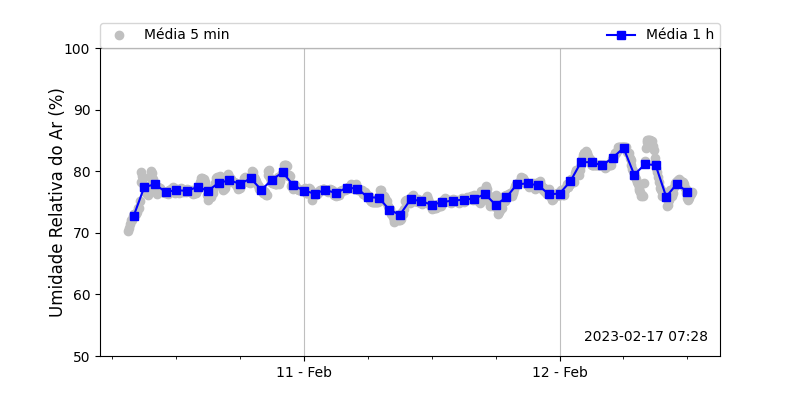 Média 5 min
Média 1 h
100
90
80
70
60
50
Umidade Relativa do Ar (%)
2023-02-17 07:28
11 - Feb
12 - Feb